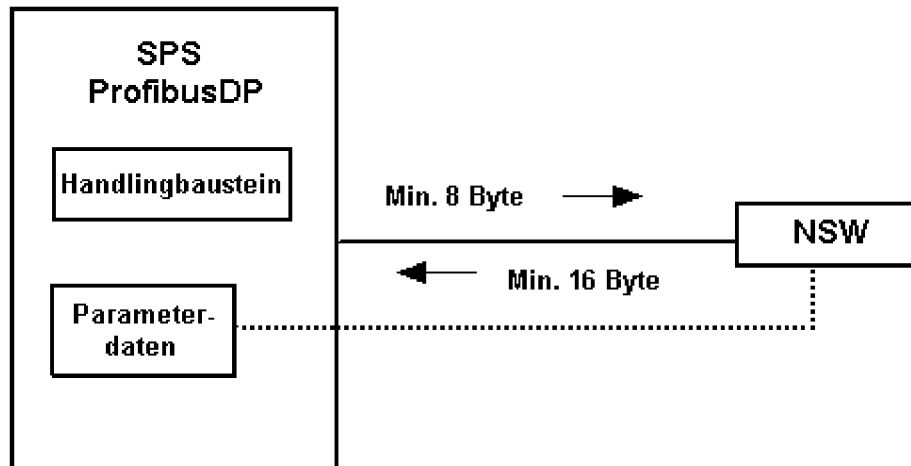 SPS
ProfibusDP
Handlingbaustein
Min. 8 Byte
NSW
Min. 16 Byte
Parameter-
daten